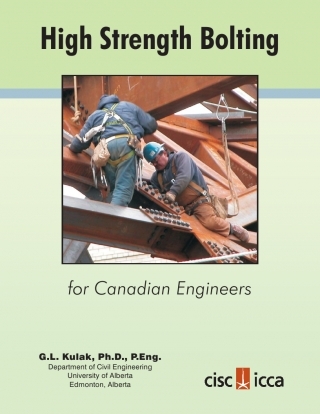 High Strength Bolting
for Canadian Engineers
G.L. Kulak, Ph.D., P.Eng.
Department of Civil Engineering
University of Alberta
Edmonton, Alberta
cisc icca